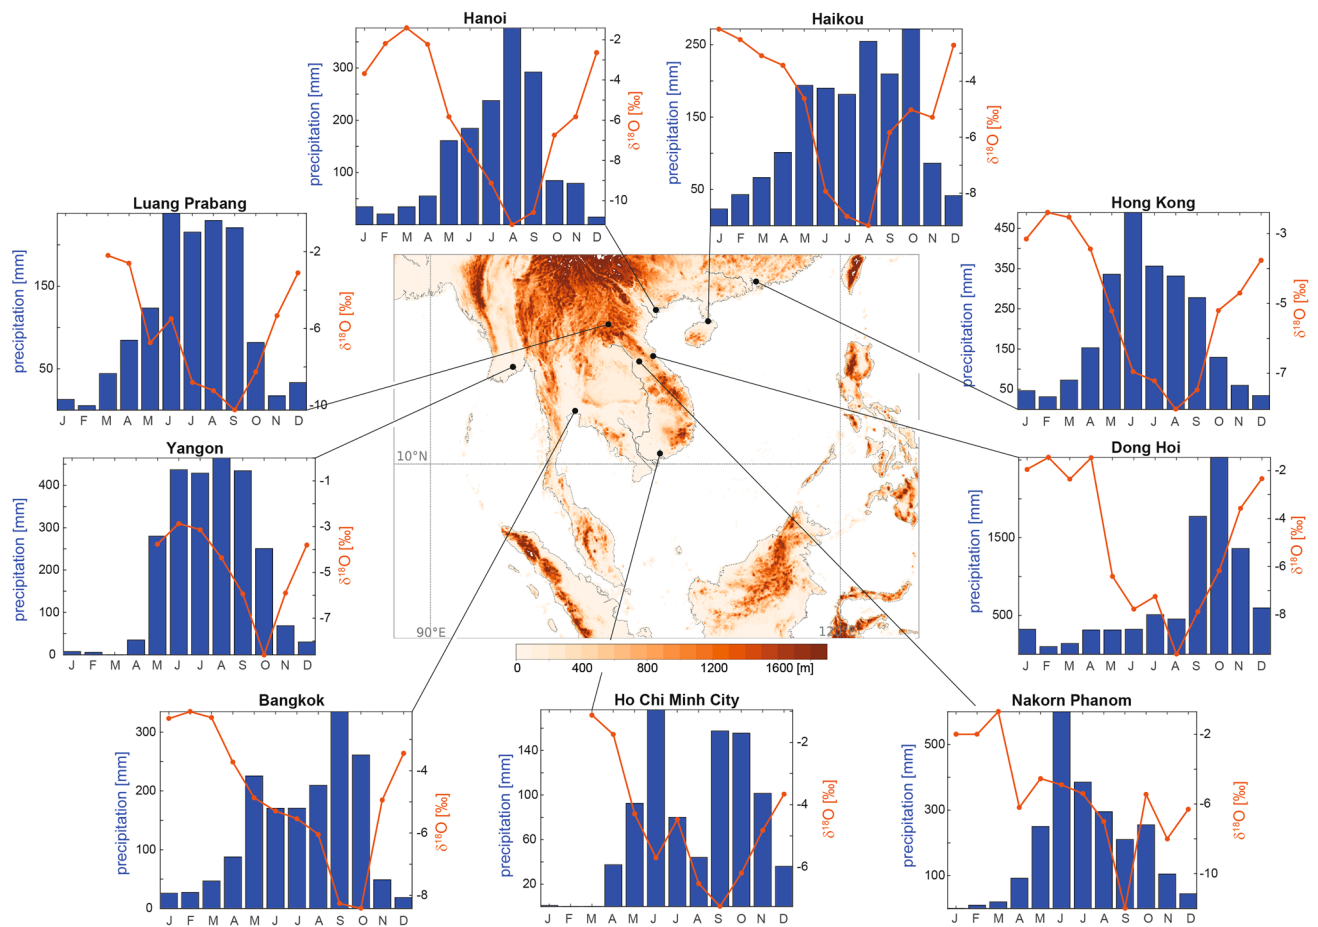 Hanoi
precipitation [mm]
300
200
100
-2
-4
-6
-8
-10
δ18O [‰]
J F M A M J J A S O N D
Haikou
precipitation [mm]
250
150
50
-4
-6
-8
δ18O [‰]
J F M A M J J A S O N D
Luang Prabang
precipitation [mm]
150
50
-2
-6
-10
δ18O [‰]
J F M A M J J A S O N D
Hong Kong
precipitation [mm]
450
350
250
150
50
-3
-5
-7
δ18O [‰]
J F M A M J J A S O N D
Yangon
precipitation [mm]
400
300
200
100
0
-1
-3
-5
-7
δ18O [‰]
J F M A M J J A S O N D
10°N
90°E
0 400 800 1200 1600 [m]
Dong Hoi
precipitation [mm]
1500
500
-2
-4
-6
-8
δ18O [‰]
J F M A M J J A S O N D
Bangkok
precipitation [mm]
300
200
100
0
-4
-6
-8
δ18O [‰]
J F M A M J J A S O N D
Ho Chi Minh City
precipitation [mm]
140
100
60
20
-2
-4
-6
δ18O [‰]
J F M A M J J A S O N D
Nakorn Phanom
precipitation [mm]
500
300
100
-2
-6
-10
δ18O [‰]
J F M A M J J A S O N D